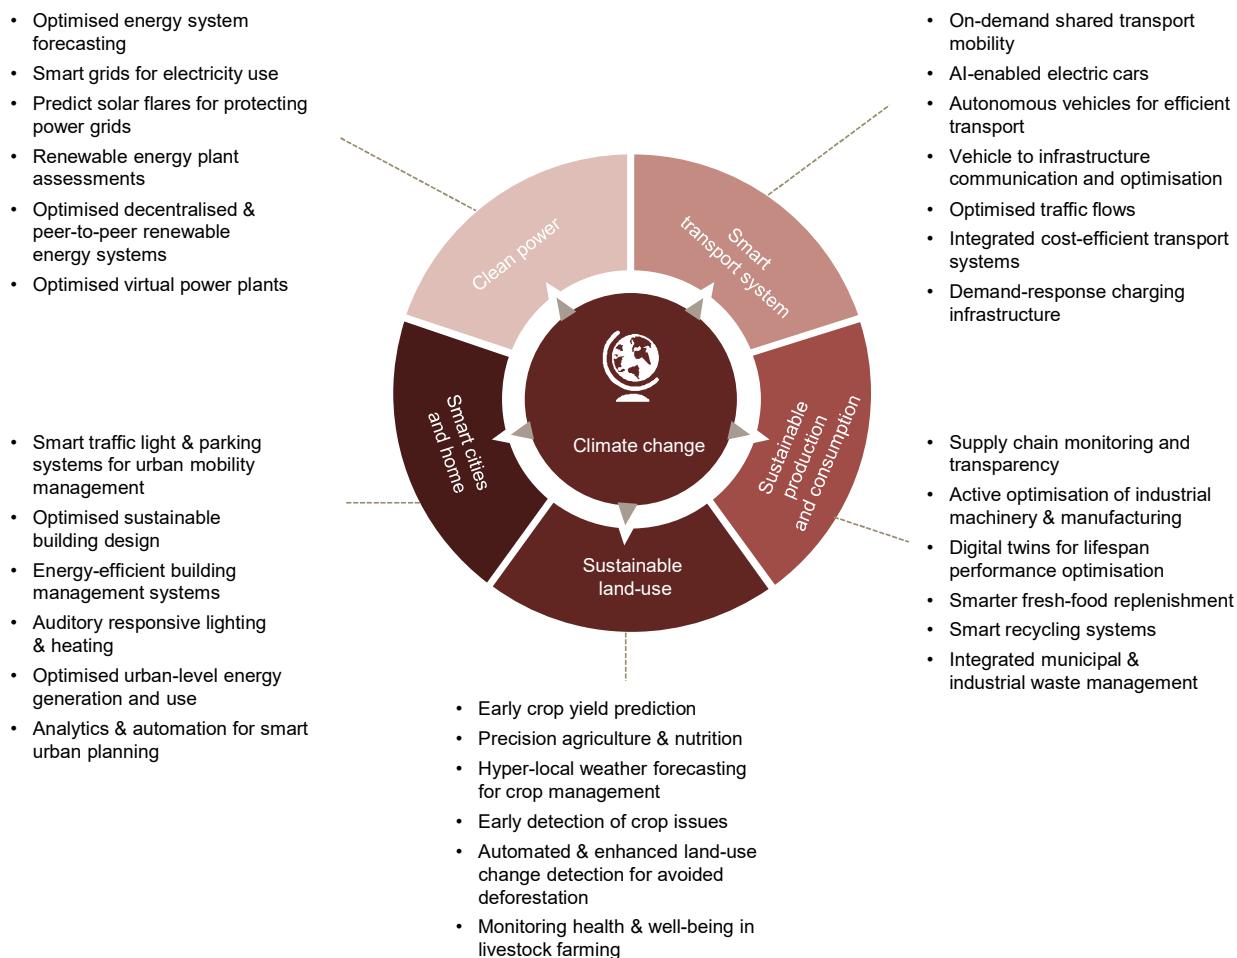 • Optimised energy system
forecasting
• Smart grids for electricity use
• Predict solar flares for protecting
power grids
• Renewable energy plant
assessments
• Optimised decentralised &
peer-to-peer renewable
energy systems
• Optimised virtual power plants
• On-demand shared transport
mobility
• AI-enabled electric cars
• Autonomous vehicles for efficient
transport
• Vehicle to infrastructure
communication and optimisation
• Optimised traffic flows
• Integrated cost-efficient transport
systems
• Demand-response charging
infrastructure
Clean power
Smart
transport system
Smart cities
and home
Climate change
Sustainable
production
and consumption
Sustainable
land-use
• Smart traffic light & parking
systems for urban mobility
management
• Optimised sustainable
building design
• Energy-efficient building
management systems
• Auditory responsive lighting
& heating
• Optimised urban-level energy
generation and use
• Analytics & automation for smart
urban planning
• Supply chain monitoring and
transparency
• Active optimisation of industrial
machinery & manufacturing
• Digital twins for lifespan
performance optimisation
• Smarter fresh-food replenishment
• Smart recycling systems
• Integrated municipal &
industrial waste management
• Early crop yield prediction
• Precision agriculture & nutrition
• Hyper-local weather forecasting
for crop management
• Early detection of crop issues
• Automated & enhanced land-use
change detection for avoided
deforestation
• Monitoring health & well-being in
livestock farming